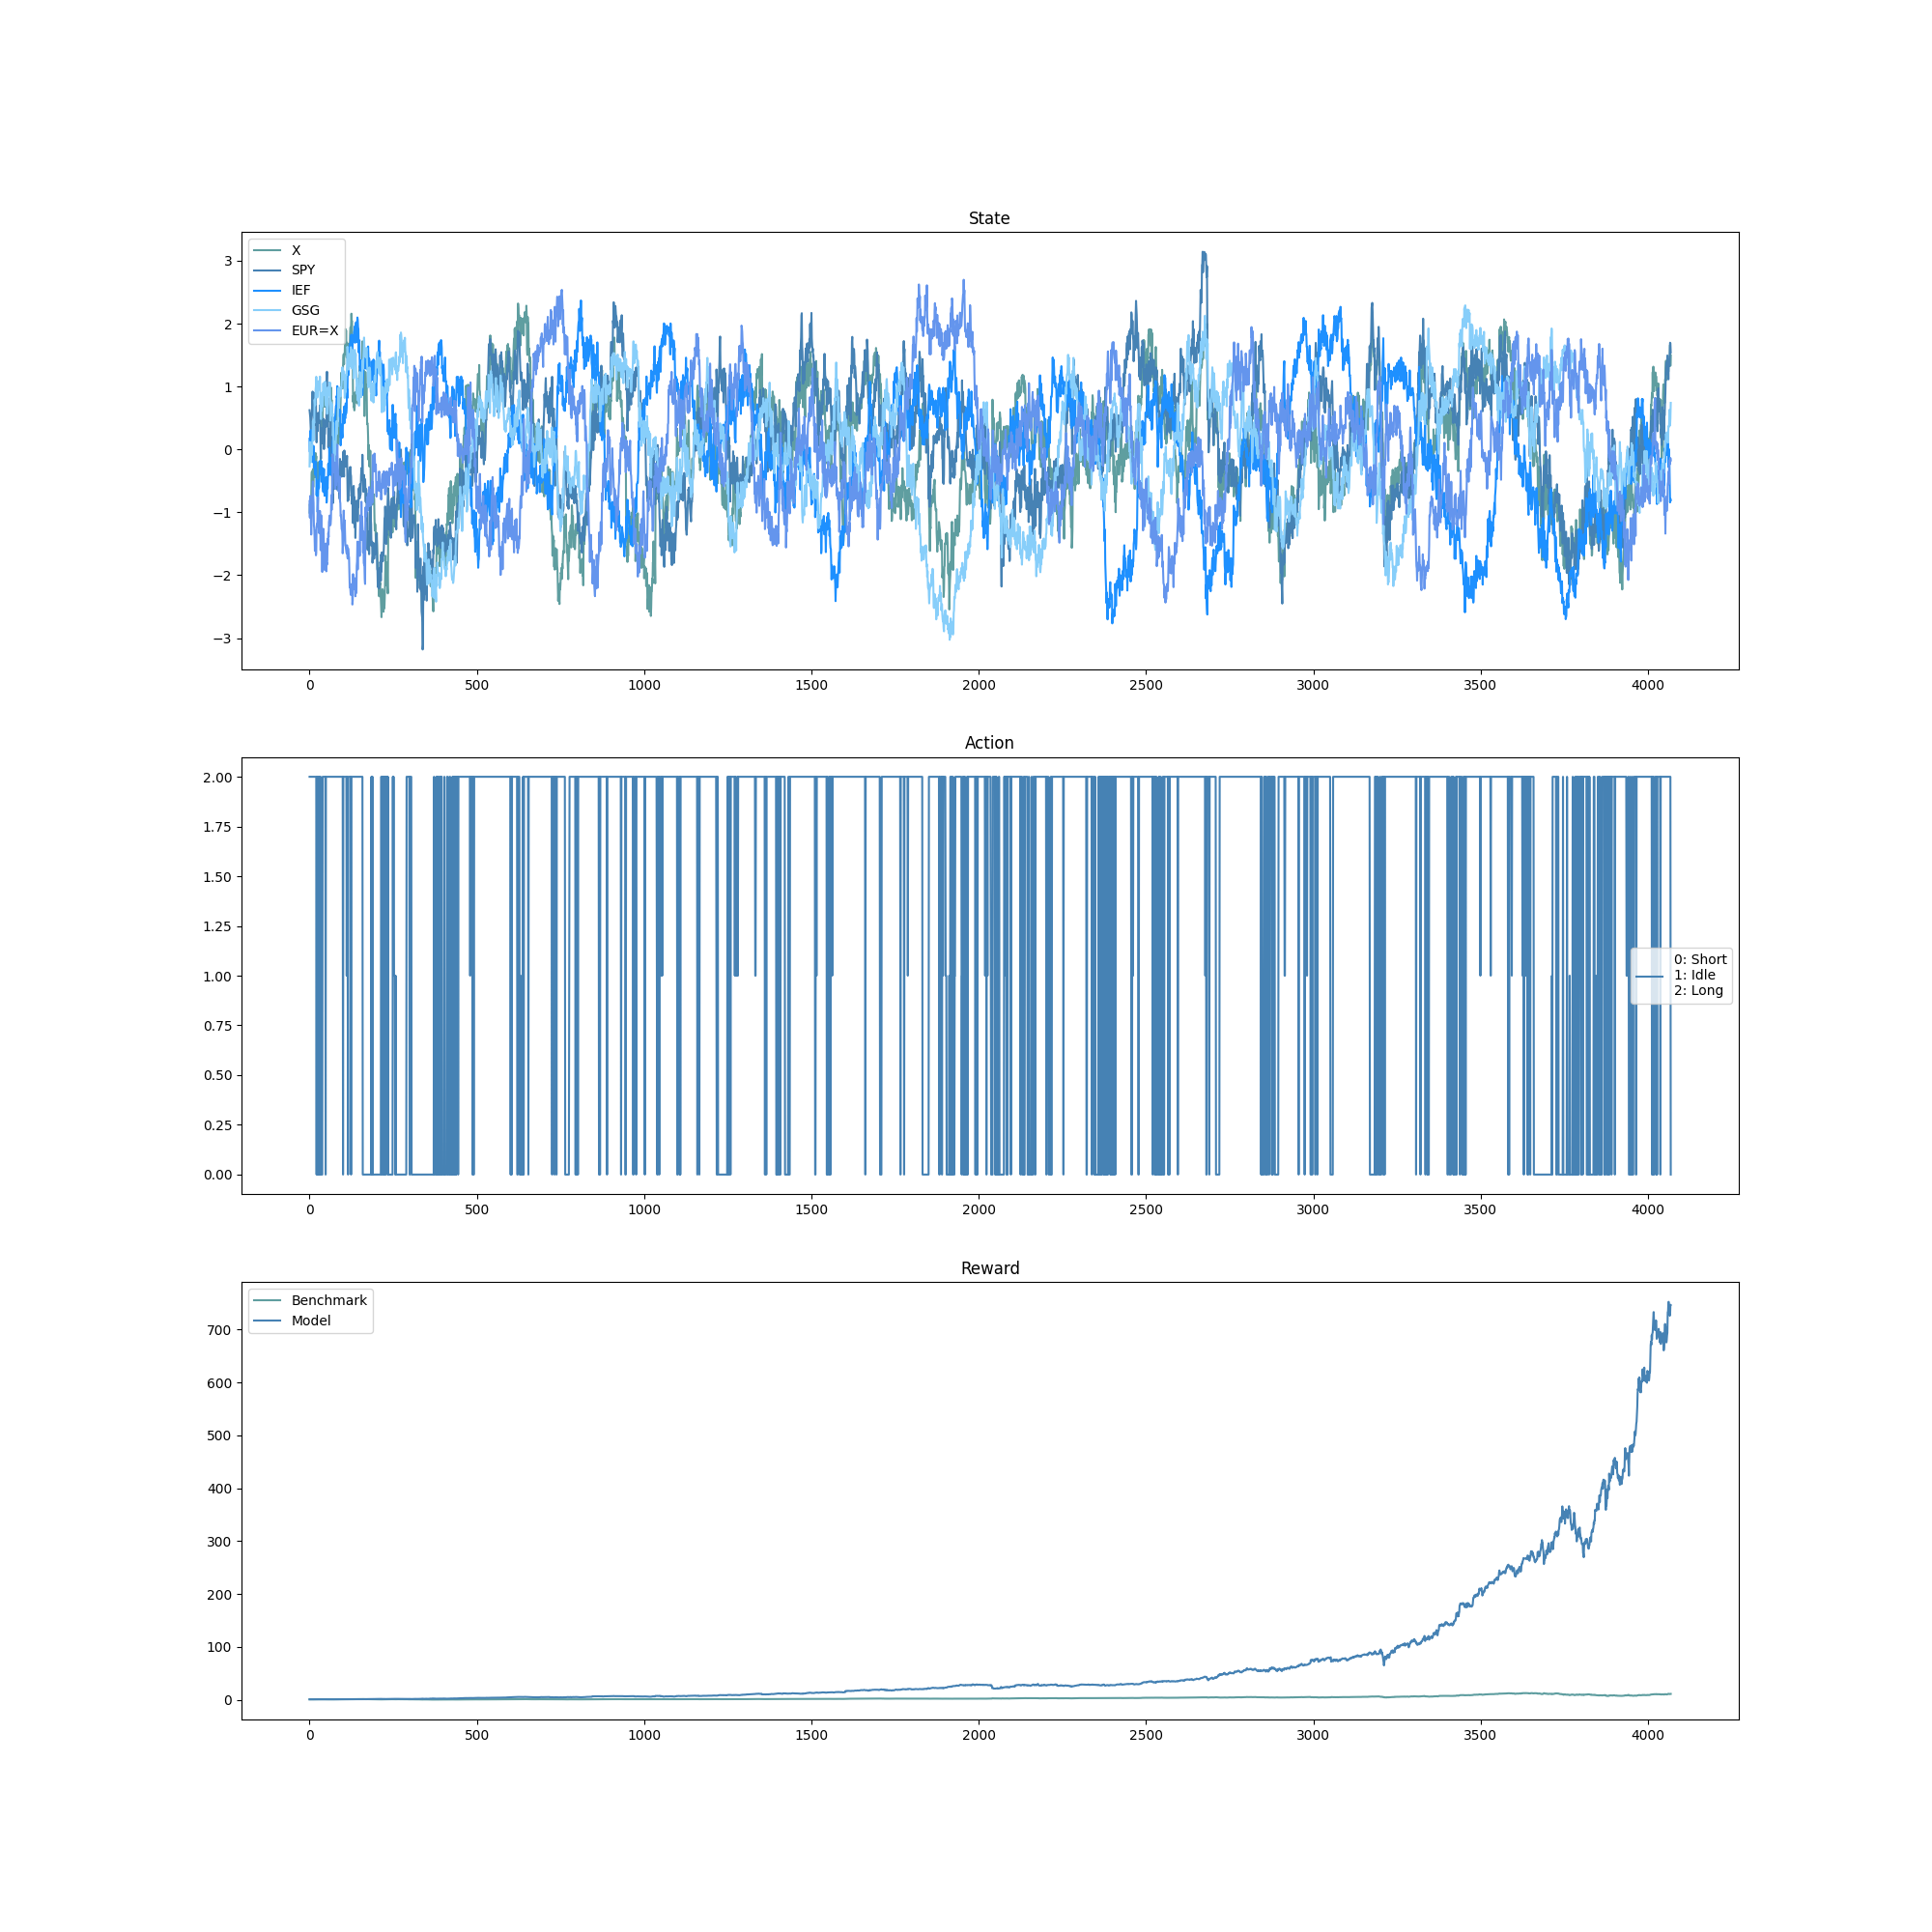 State
X
SPY
IEF
GSG
EUR=X
3
2
1
0
−1
−2
−3
0 500 1000 1500 2000 2500 3000 3500 4000
Action
2.00
1.75
1.50
1.25
1.00
0.75
0.50
0.25
0.00
0: Short
1: Idle
2: Long
0 500 1000 1500 2000 2500 3000 3500 4000
Reward
Benchmark
Model
700
600
500
400
300
200
100
0
0 500 1000 1500 2000 2500 3000 3500 4000